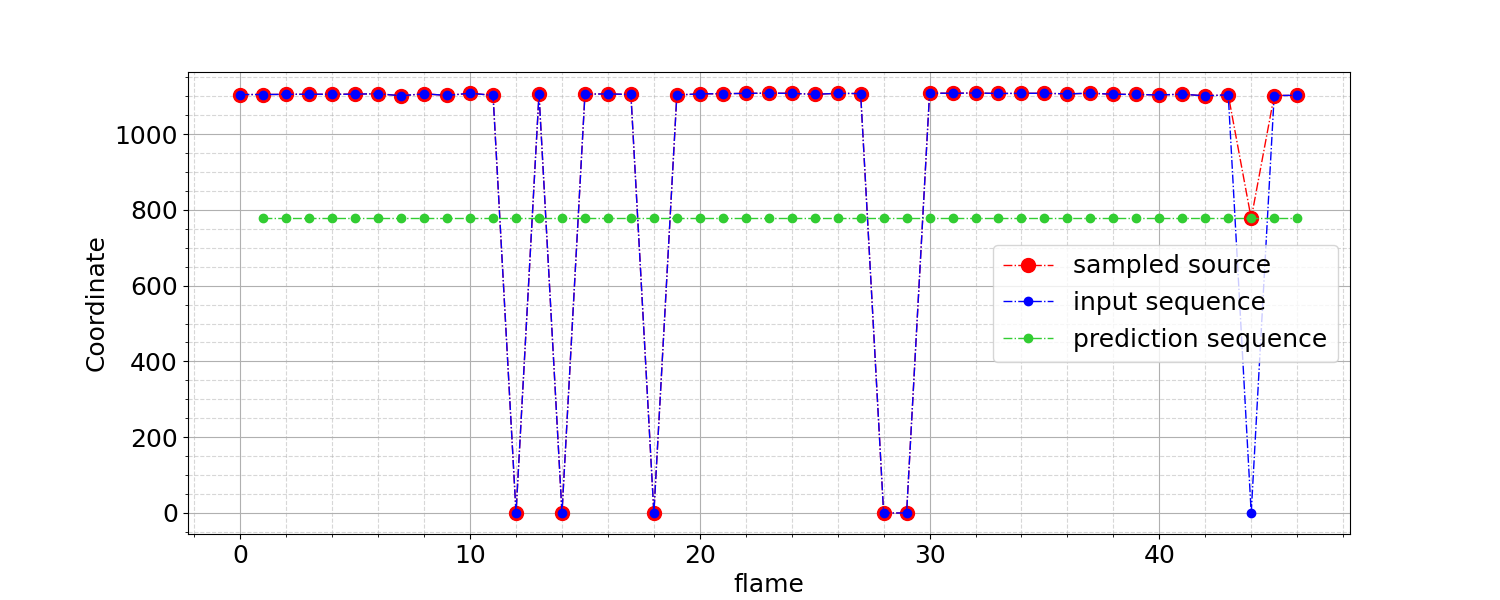 1000
800
600
400
200
0
Coordinate
sampled source
input sequence
prediction sequence
0 10 20 30 40
flame